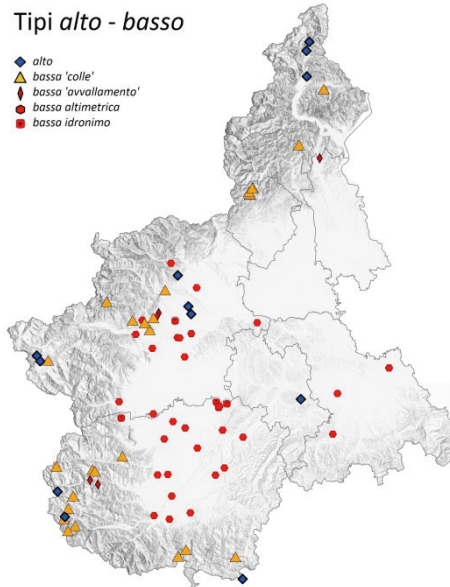 Tipi alto - basso
alto
bassa 'colle'
bassa 'avvallamento'
bassa altimetrica
bassa idronimo